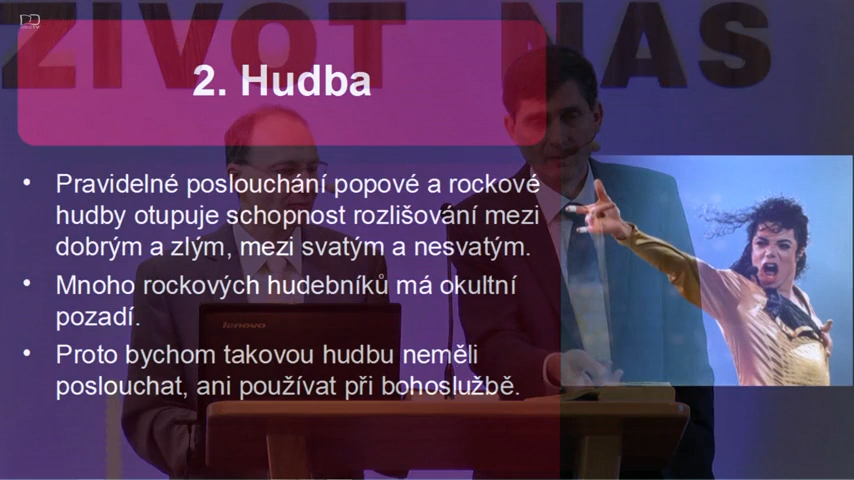 ŽIVOT NÁS
2. Hudba
• Pravidelné poslouchání popové a rockové
hudby otupuje schopnost rozlišování mezi
dobrým a zlým, mezi svatým a nesvatým.
• Mnoho rockových hudebníků má okultní
pozadí.
• Proto bychom takovou hudbu neměli
poslouchat, ani používat při bohoslužbě.
lenovo